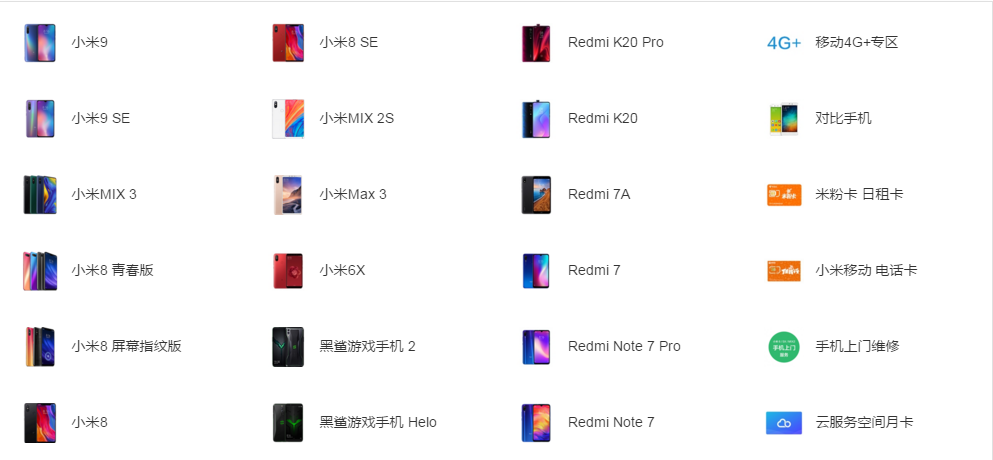 小米9
小米8 SE
Redmi K20 Pro
4G+
移动4G+专区
小米9 SE
小米MIX 2S
Redmi K20
对比手机
小米MIX 3
小米Max 3
Redmi 7A
米粉卡 日租卡
小米8 青春版
小米6X
Redmi 7
小米移动 电话卡
小米8 屏幕指纹版
黑鲨游戏手机 2
Redmi Note 7 Pro
手机上门
手机上门维修
小米8
黑鲨游戏手机 Helo
Redmi Note 7
云服务空间月卡